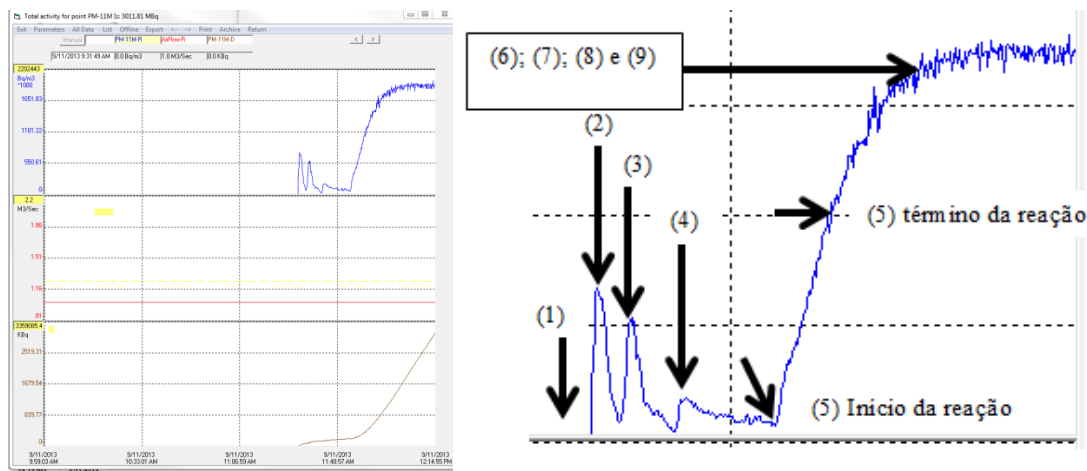 Total activity for point PM-11M Is: 3011.81 MBq
Exit Parameters All Data List Offline Export <- -> Print Archive Return
Manual PM-11M-R AirFlow-R PM-11M-D < >
9/11/2013 9:31:49 AM 0.0 Bq/m3 1.0 M3/Sec 0.0 KBq
2202443
Bq/m3
*1000
1651.83
1101.22
550.61
0
2.2
M3/Sec
1.86
1.51
1.16
.81
3359085.4
KBq
2519.31
1679.54
839.77
0
9/11/2013 9/11/2013 9/11/2013 9/11/2013 9/11/2013
9:59:03 AM 10:33:01 AM 11:06:59 AM 11:40:57 AM 12:14:55 PM
(6); (7); (8) e (9)
(2)
(3)
(4)
(5) término da reação
(1)
(5) Início da reação